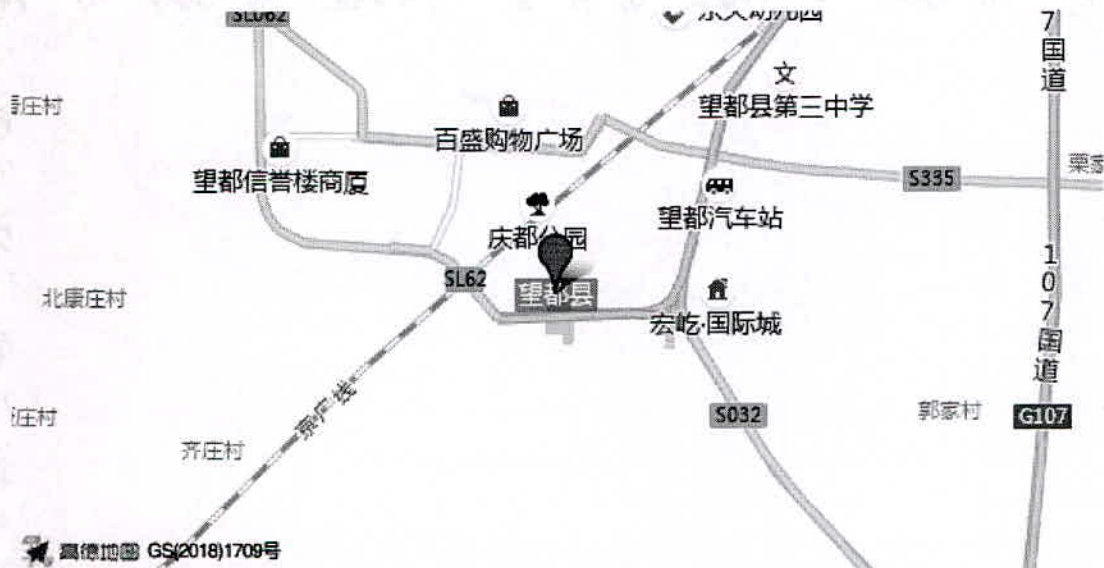 SL062
7国道
文
望都县第三中学
百盛购物广场
望都信誉楼商厦
S335
栗家
望都汽车站
庆都公园
SL62
望都县
北康庄村
宏屹·国际城
107国道
京广线
S032
郭家村
G107
庄村
庄村
齐庄村
高德地图 GS(2018)1709号